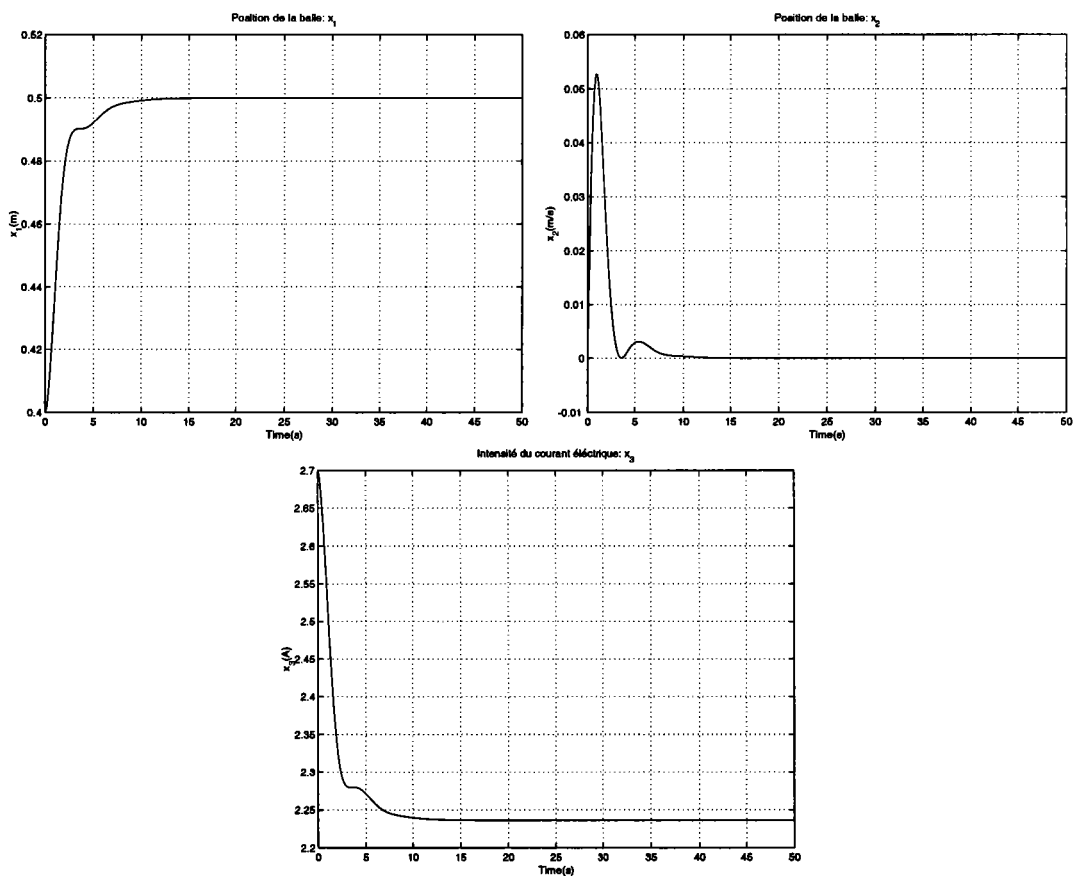 Position de la balle: x1
0.52
0.5
0.48
0.46
0.44
0.42
0.4
x1(m)
0 5 10 15 20 25 30 35 40 45 50
Time(s)
Position de la balle: x2
0.06
0.05
0.04
0.03
0.02
0.01
0
-0.01
x2(m/s)
0 5 10 15 20 25 30 35 40 45 50
Time(s)
Intensité du courant éléctrique: x3
2.7
2.65
2.6
2.55
2.5
2.45
2.4
2.35
2.3
2.25
2.2
x3(A)
0 5 10 15 20 25 30 35 40 45 50
Time(s)